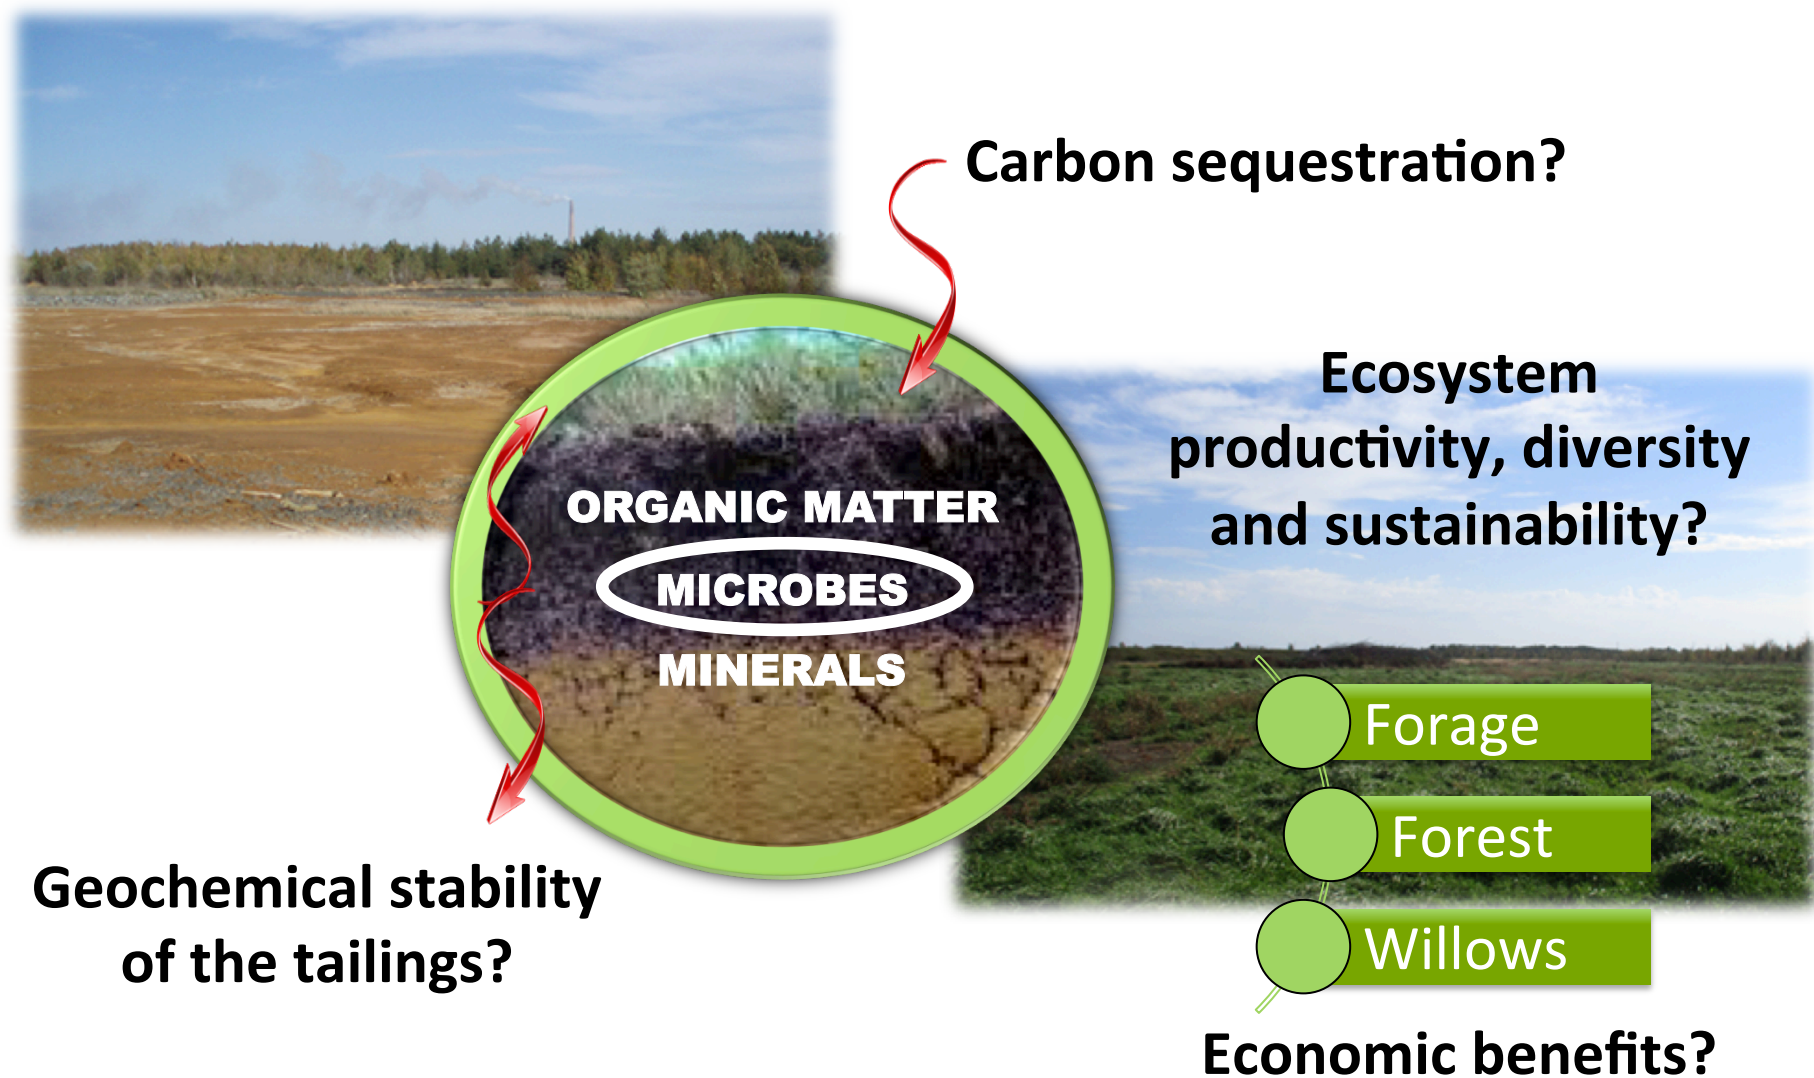 Carbon sequestration?
Ecosystem
productivity, diversity
and sustainability?
ORGANIC MATTER
MICROBES
MINERALS
Forage
Forest
Willows
Geochemical stability
of the tailings?
Economic benefits?